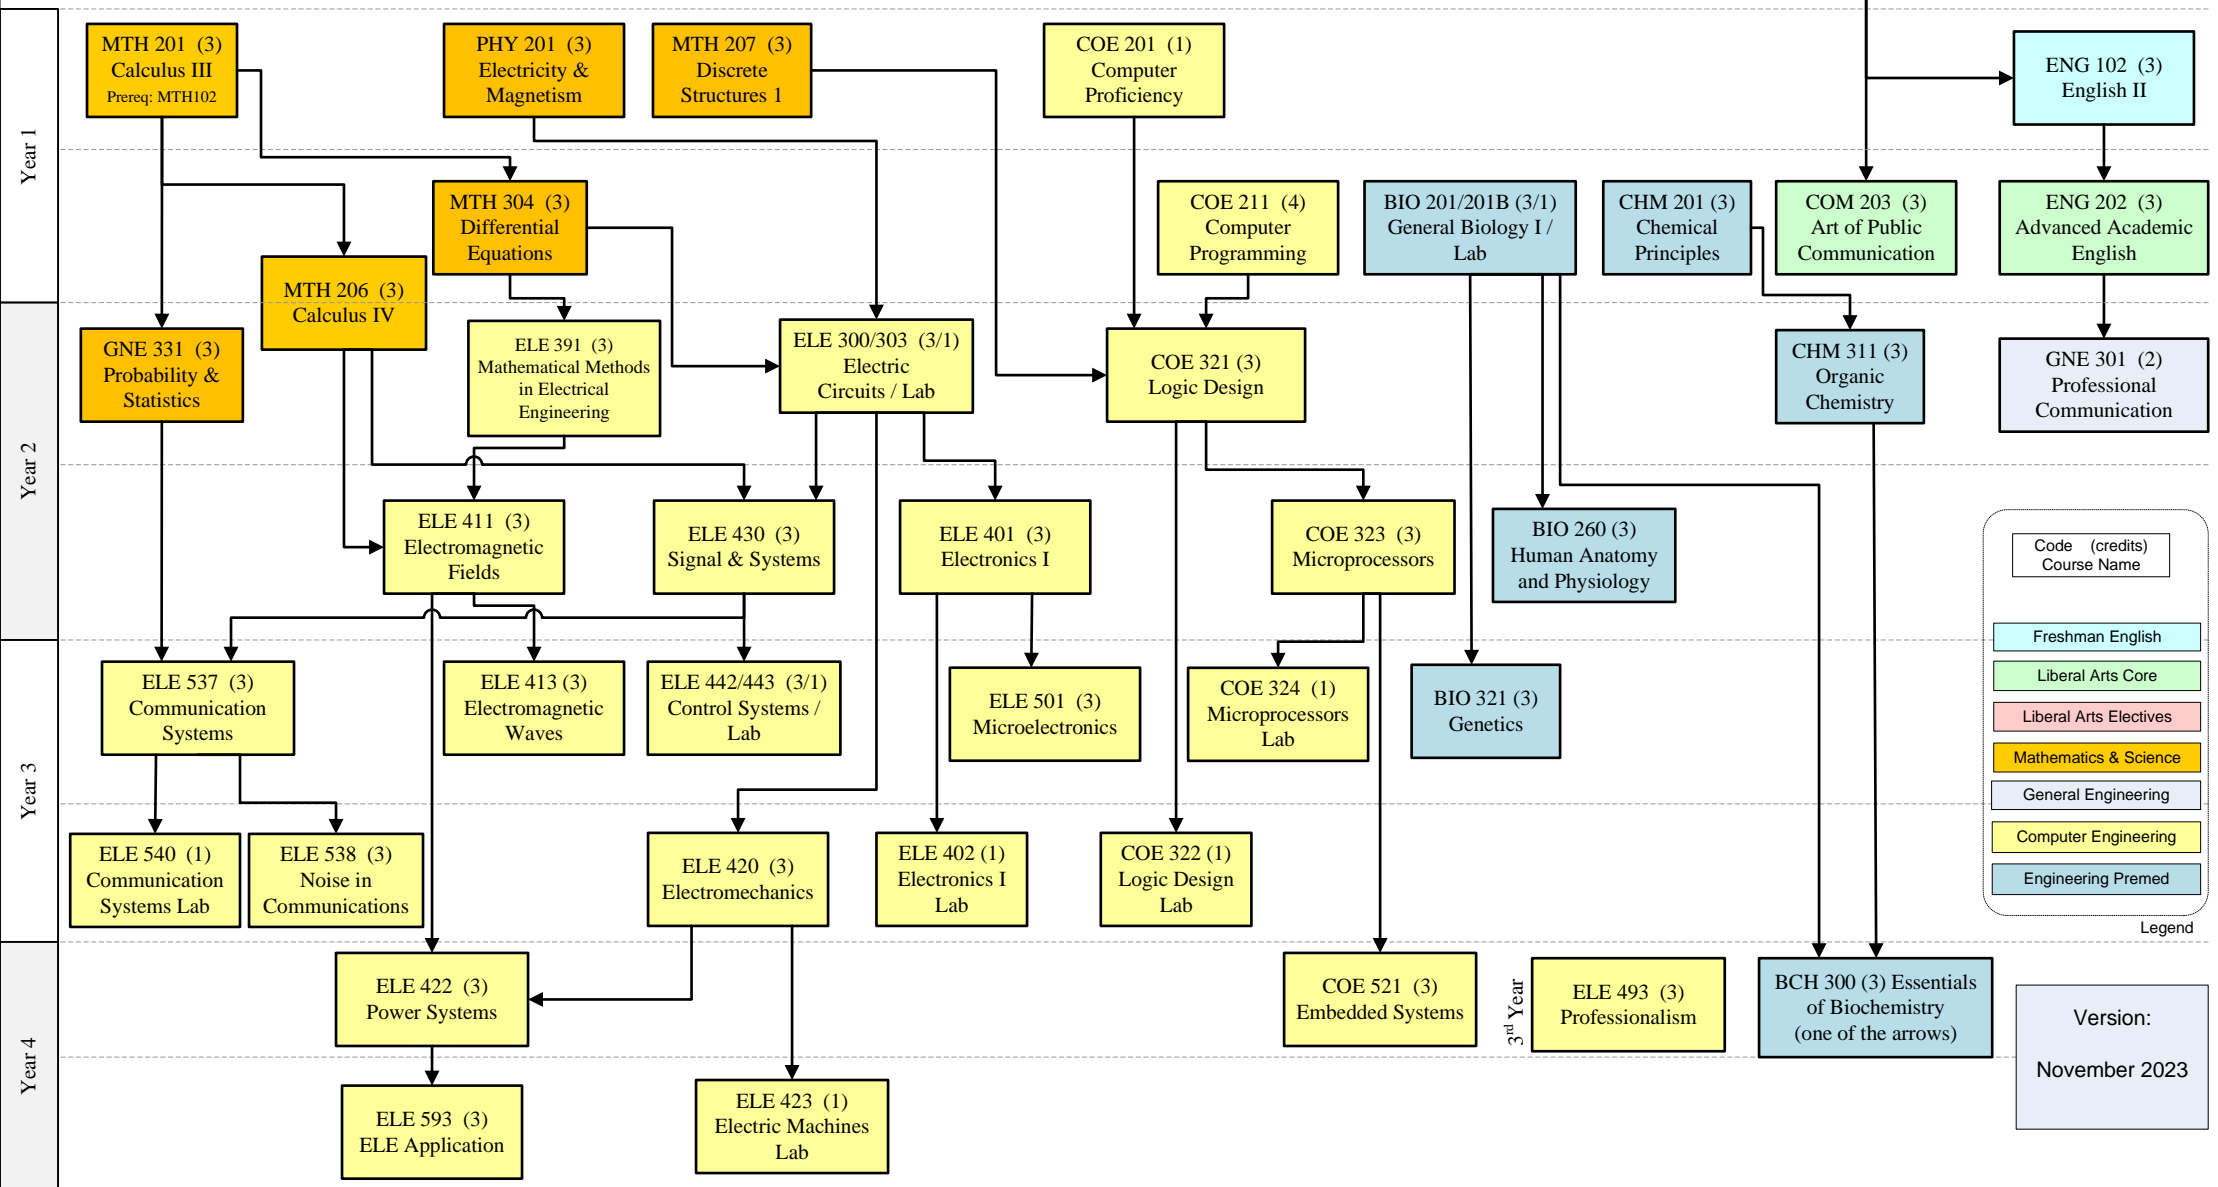 Year 1
MTH 201 (3)
Calculus III
Prereq: MTH102
PHY 201 (3)
Electricity &
Magnetism
MTH 207 (3)
Discrete
Structures 1
COE 201 (1)
Computer
Proficiency
ENG 102 (3)
English II
MTH 304 (3)
Differential
Equations
COE 211 (4)
Computer
Programming
BIO 201/201B (3/1)
General Biology I /
Lab
CHM 201 (3)
Chemical
Principles
COM 203 (3)
Art of Public
Communication
ENG 202 (3)
Advanced Academic
English
MTH 206 (3)
Calculus IV
Year 2
GNE 331 (3)
Probability &
Statistics
ELE 391 (3)
Mathematical Methods
in Electrical
Engineering
ELE 300/303 (3/1)
Electric
Circuits / Lab
COE 321 (3)
Logic Design
CHM 311 (3)
Organic
Chemistry
GNE 301 (2)
Professional
Communication
ELE 411 (3)
Electromagnetic
Fields
ELE 430 (3)
Signal & Systems
ELE 401 (3)
Electronics I
COE 323 (3)
Microprocessors
BIO 260 (3)
Human Anatomy
and Physiology
Year 3
ELE 537 (3)
Communication
Systems
ELE 413 (3)
Electromagnetic
Waves
ELE 442/443 (3/1)
Control Systems /
Lab
ELE 501 (3)
Microelectronics
COE 324 (1)
Microprocessors
Lab
BIO 321 (3)
Genetics
ELE 540 (1)
Communication
Systems Lab
ELE 538 (3)
Noise in
Communications
ELE 420 (3)
Electromechanics
ELE 402 (1)
Electronics I
Lab
COE 322 (1)
Logic Design
Lab
Year 4
ELE 422 (3)
Power Systems
COE 521 (3)
Embedded Systems
3rd Year
ELE 493 (3)
Professionalism
BCH 300 (3) Essentials
of Biochemistry
(one of the arrows)
ELE 593 (3)
ELE Application
ELE 423 (1)
Electric Machines
Lab
Code (credits)
Course Name
Freshman English
Liberal Arts Core
Liberal Arts Electives
Mathematics & Science
General Engineering
Computer Engineering
Engineering Premed
Legend
Version:
November 2023